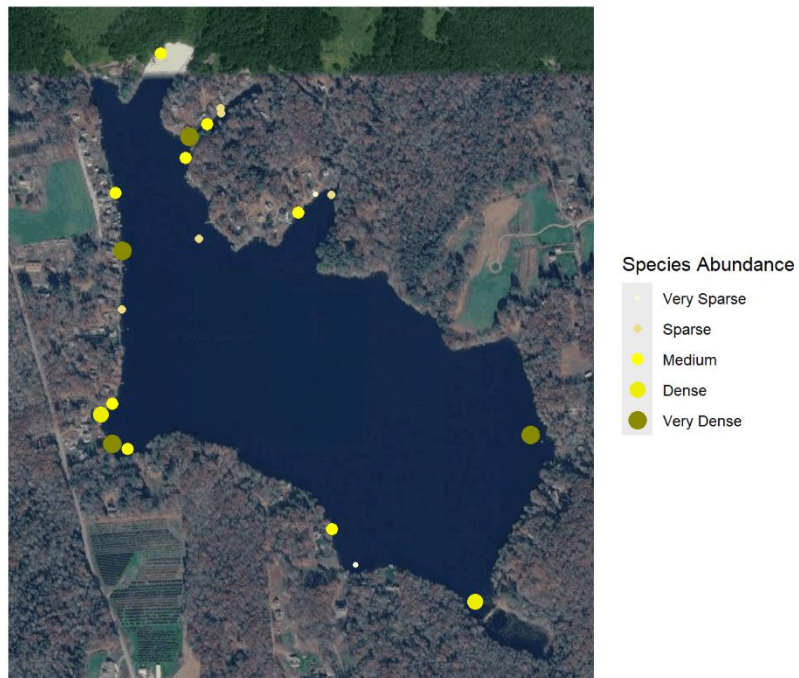 Species Abundance
Very Sparse
Sparse
Medium
Dense
Very Dense